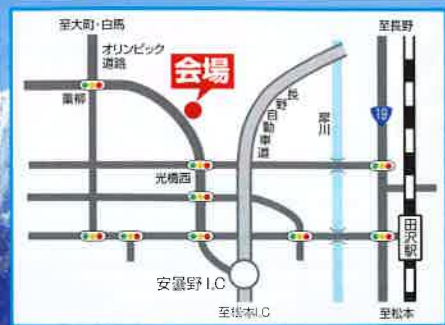 至大町・白馬
オリンピック
道路
会場
至長野
重柳
長野自動車道
犀川
19
光橋西
田沢駅
安曇野I.C
至松本I.C
至松本